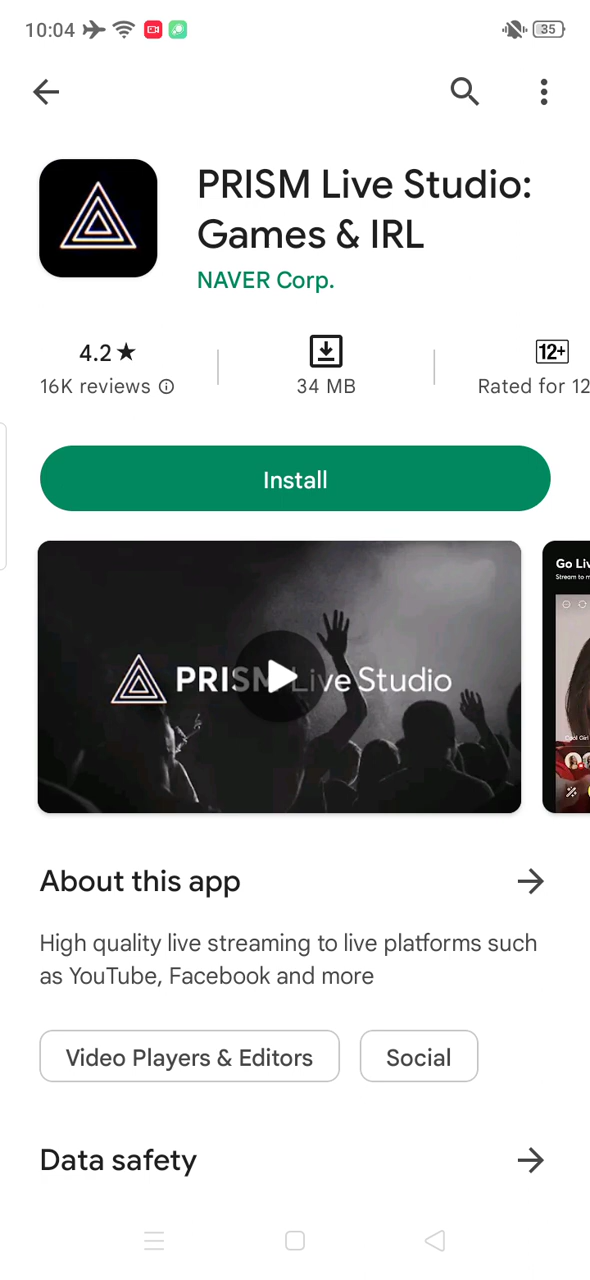 10:04
35
PRISM Live Studio:
Games & IRL
NAVER Corp.
4.2★
16K reviews
34 MB
12+
Rated for 12
Install
PRISM Live Studio
Go Liv
About this app
High quality live streaming to live platforms such
as YouTube, Facebook and more
Video Players & Editors
Social
Data safety